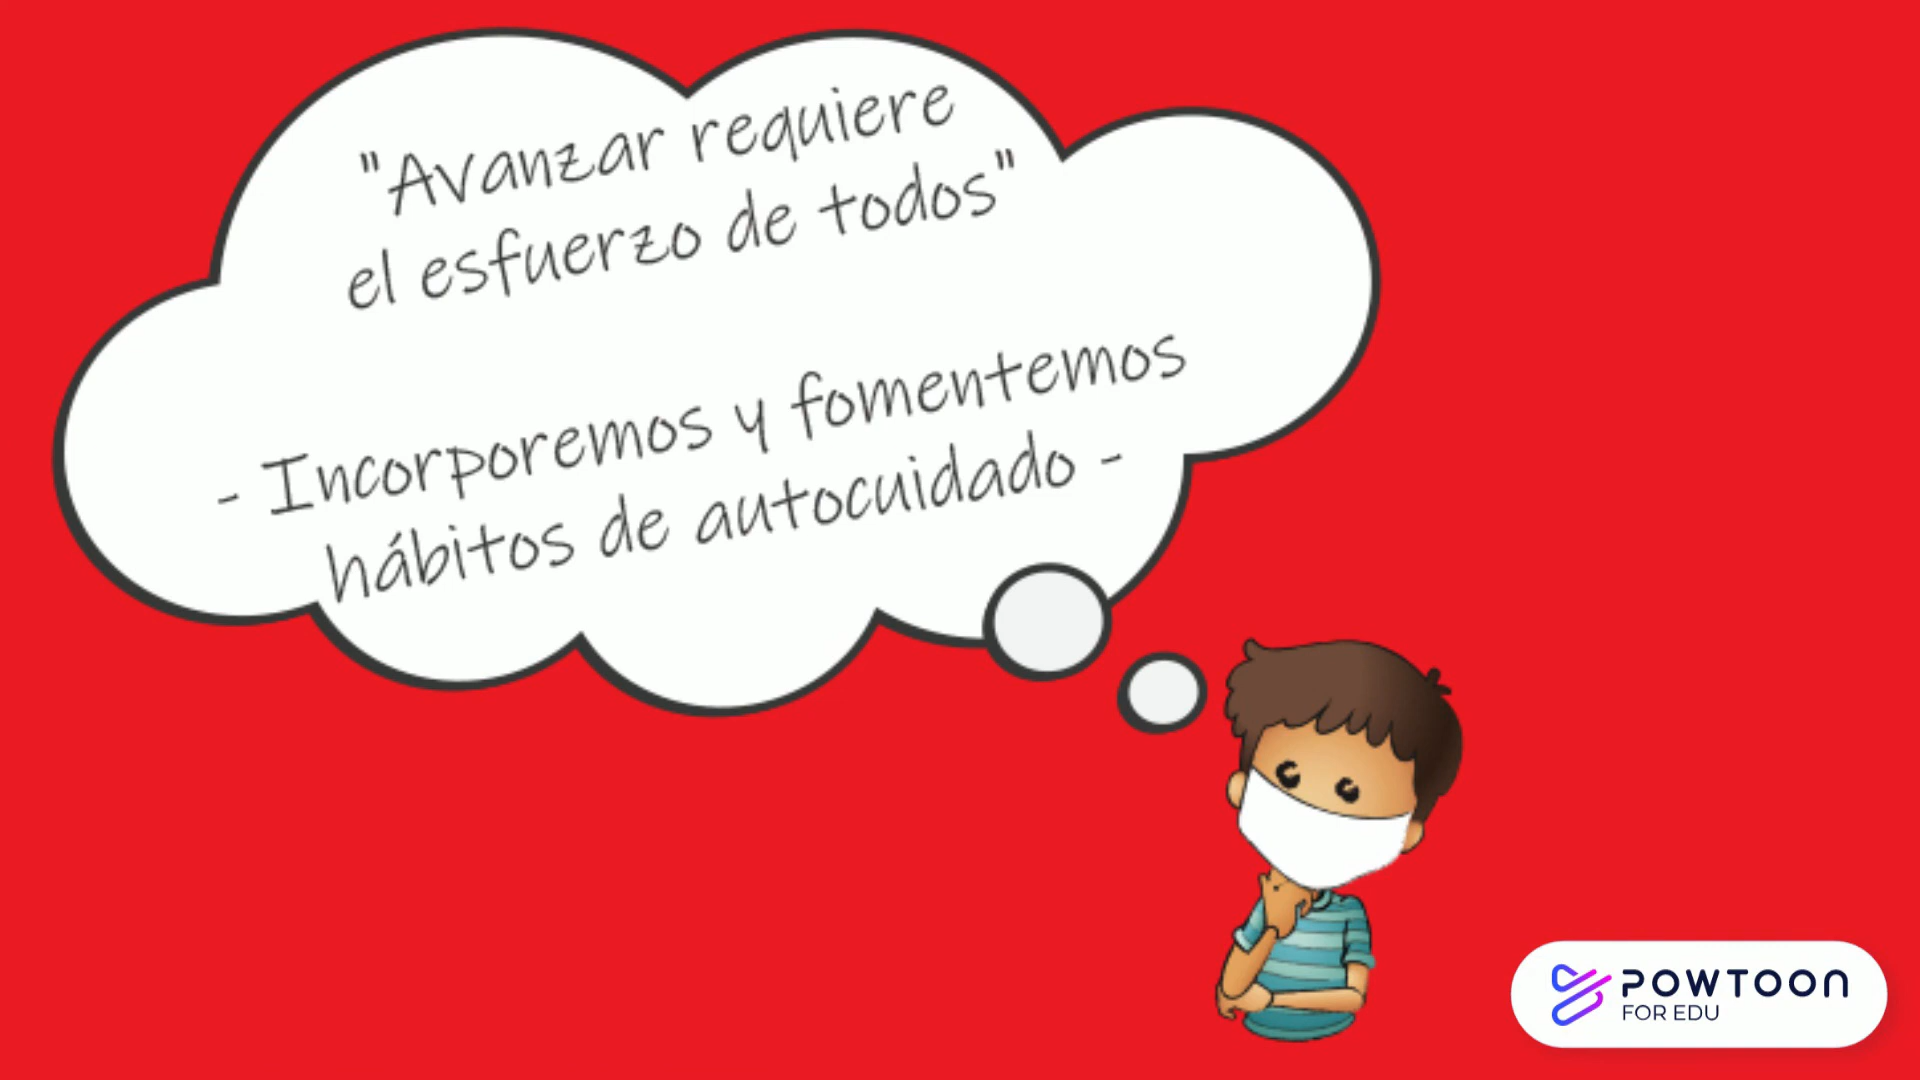 "Avanzar requiere
el esfuerzo de todos"
- Incorporemos y fomentemos
hábitos de autocuidado -
POWTOON
FOR EDU